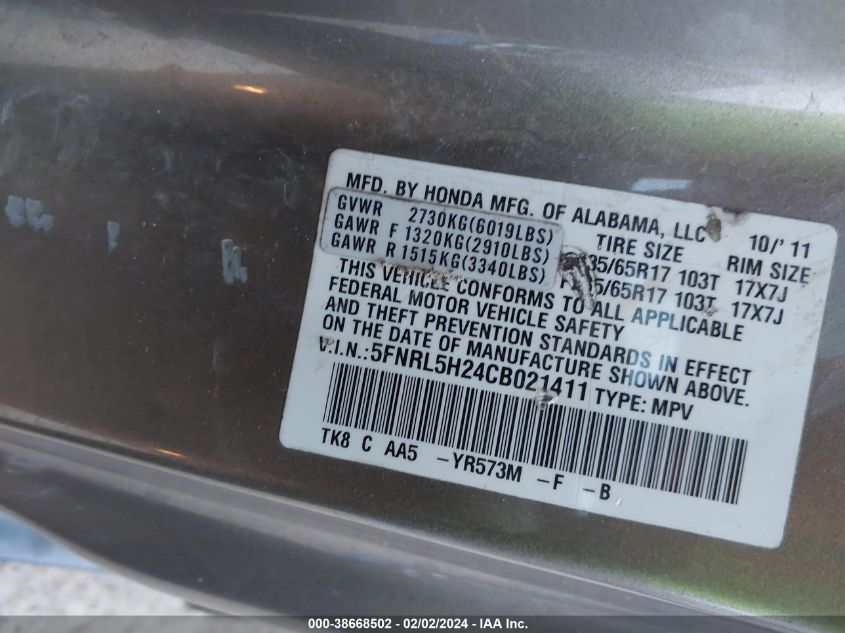 MFD. BY HONDA MFG. OF ALABAMA, LLC 10/'11
GVWR 2730KG(6019LBS) TIRE SIZE RIM SIZE
GAWR F 1320KG(2910LBS) 35/65R17 103T 17X7J
GAWR R 1515KG(3340LBS) 5/65R17 103T 17X7J
THIS VEHICLE CONFORMS TO ALL APPLICABLE
FEDERAL MOTOR VEHICLE SAFETY
AND THEFT PREVENTION STANDARDS IN EFFECT
ON THE DATE OF MANUFACTURE SHOWN ABOVE.
V.I.N.:5FNRL5H24CB021411 TYPE: MPV
TK8 C AA5 -YR573M -F -B
000-38668502 - 02/02/2024 - IAA Inc.